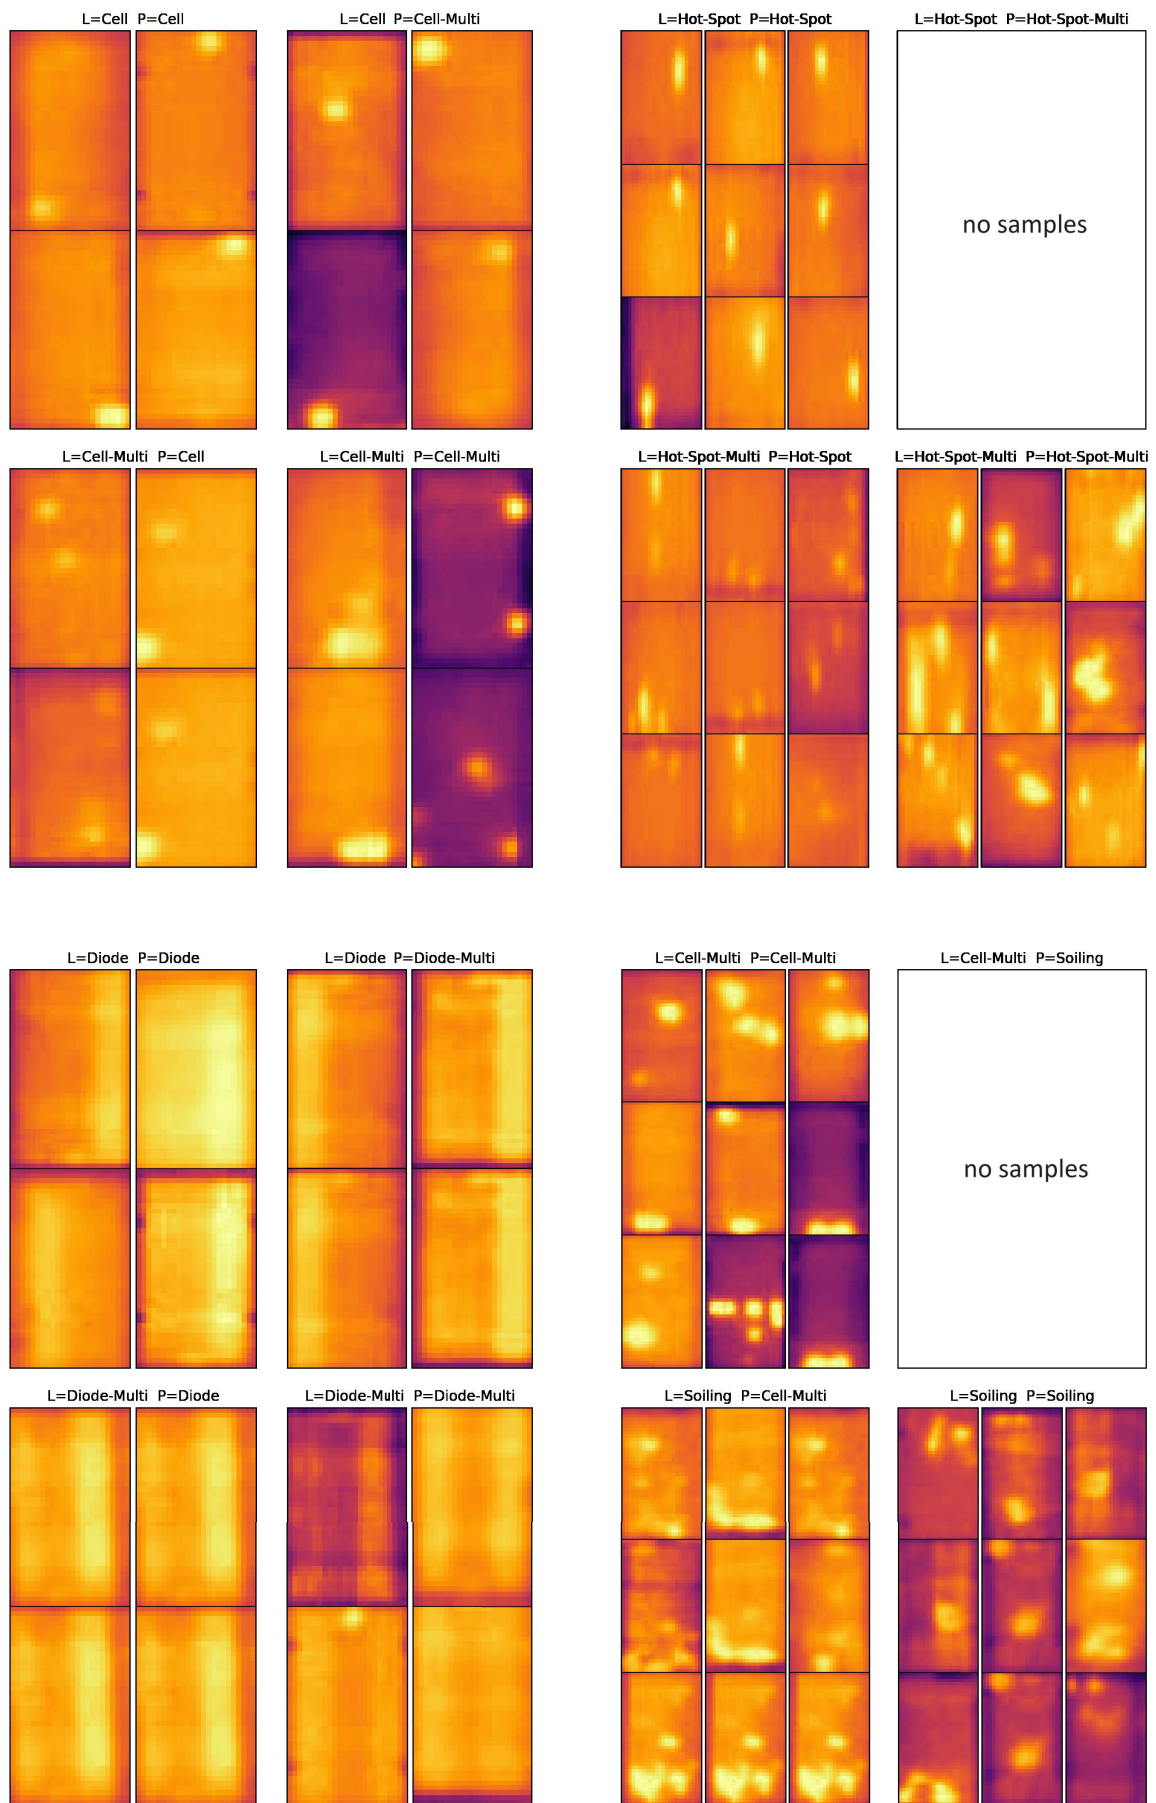 L=Cell P=Cell
L=Cell P=Cell-Multi
L=Hot-Spot P=Hot-Spot
L=Hot-Spot P=Hot-Spot-Multi
no samples
L=Cell-Multi P=Cell
L=Cell-Multi P=Cell-Multi
L=Hot-Spot-Multi P=Hot-Spot
L=Hot-Spot-Multi P=Hot-Spot-Multi
L=Diode P=Diode
L=Diode P=Diode-Multi
L=Cell-Multi P=Cell-Multi
L=Cell-Multi P=Soiling
no samples
L=Diode-Multi P=Diode
L=Diode-Multi P=Diode-Multi
L=Soiling P=Cell-Multi
L=Soiling P=Soiling